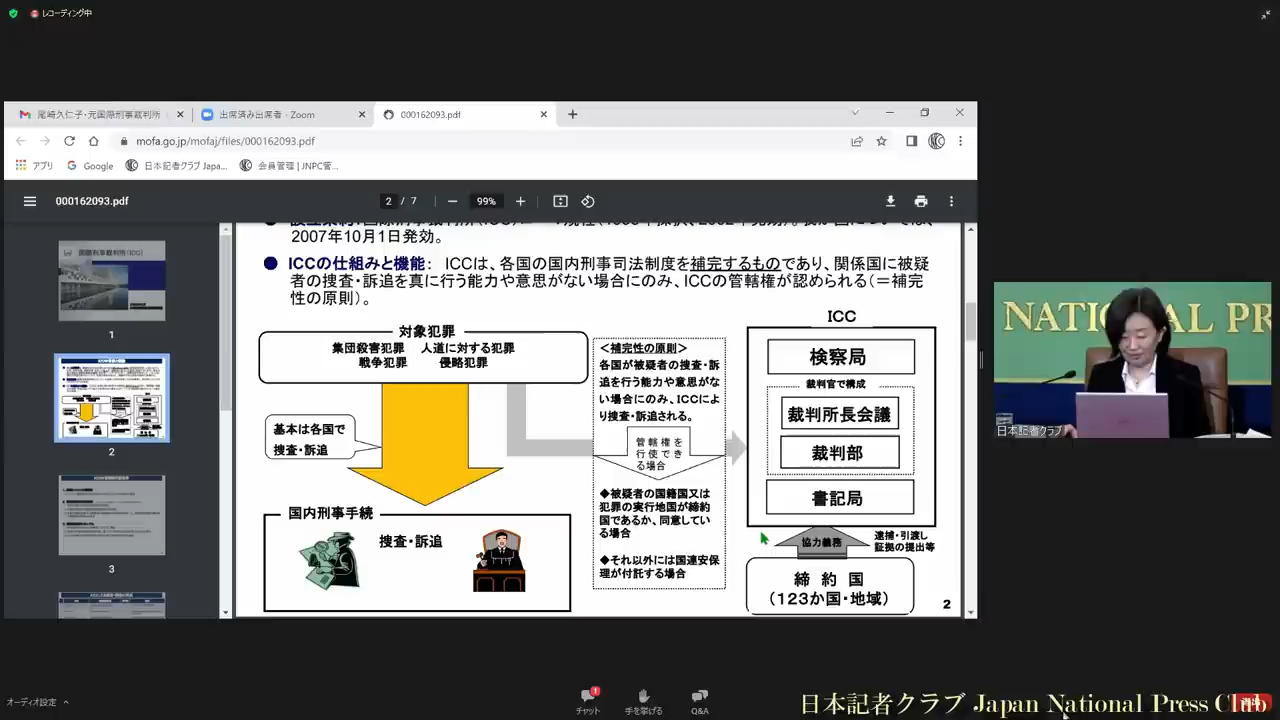 レコーディング中
尾崎久仁子・元国際刑事裁判所
出席済み出席者 - Zoom
000162093.pdf
mofa.go.jp/mofaj/files/000162093.pdf
アプリ
Google
日本記者クラブ Japa...
会員管理 | JNPC管...
000162093.pdf
2 / 7
99%
2007年10月1日発効。
● ICCの仕組みと機能： ICCは、各国の国内刑事司法制度を補完するものであり、関係国に被疑
者の捜査・訴追を真に行う能力や意思がない場合にのみ、ICCの管轄権が認められる（＝補完
性の原則）。
対象犯罪
集団殺害犯罪 人道に対する犯罪
戦争犯罪 侵略犯罪
基本は各国で
捜査・訴追
国内刑事手続
捜査・訴追
＜補完性の原則＞
各国が被疑者の捜査・訴
追を行う能力や意思がな
い場合にのみ、ICCによ
り捜査・訴追される。
管轄権を
行使でき
る場合
◆被疑者の国籍国又は
犯罪の実行地国が締約
国であるか、同意してい
る場合
◆それ以外には国連安保
理が付託する場合
ICC
検察局
裁判官で構成
裁判所長会議
裁判部
書記局
協力義務
逮捕・引渡し
証拠の提出等
締約国
（123か国・地域）
2
国際刑事裁判所(ICC)
1
2
3
NATIONAL PR
日本記者クラブ
オーディオ設定
1
チャット
手を挙げる
Q&A
日本記者クラブ Japan National Press Club